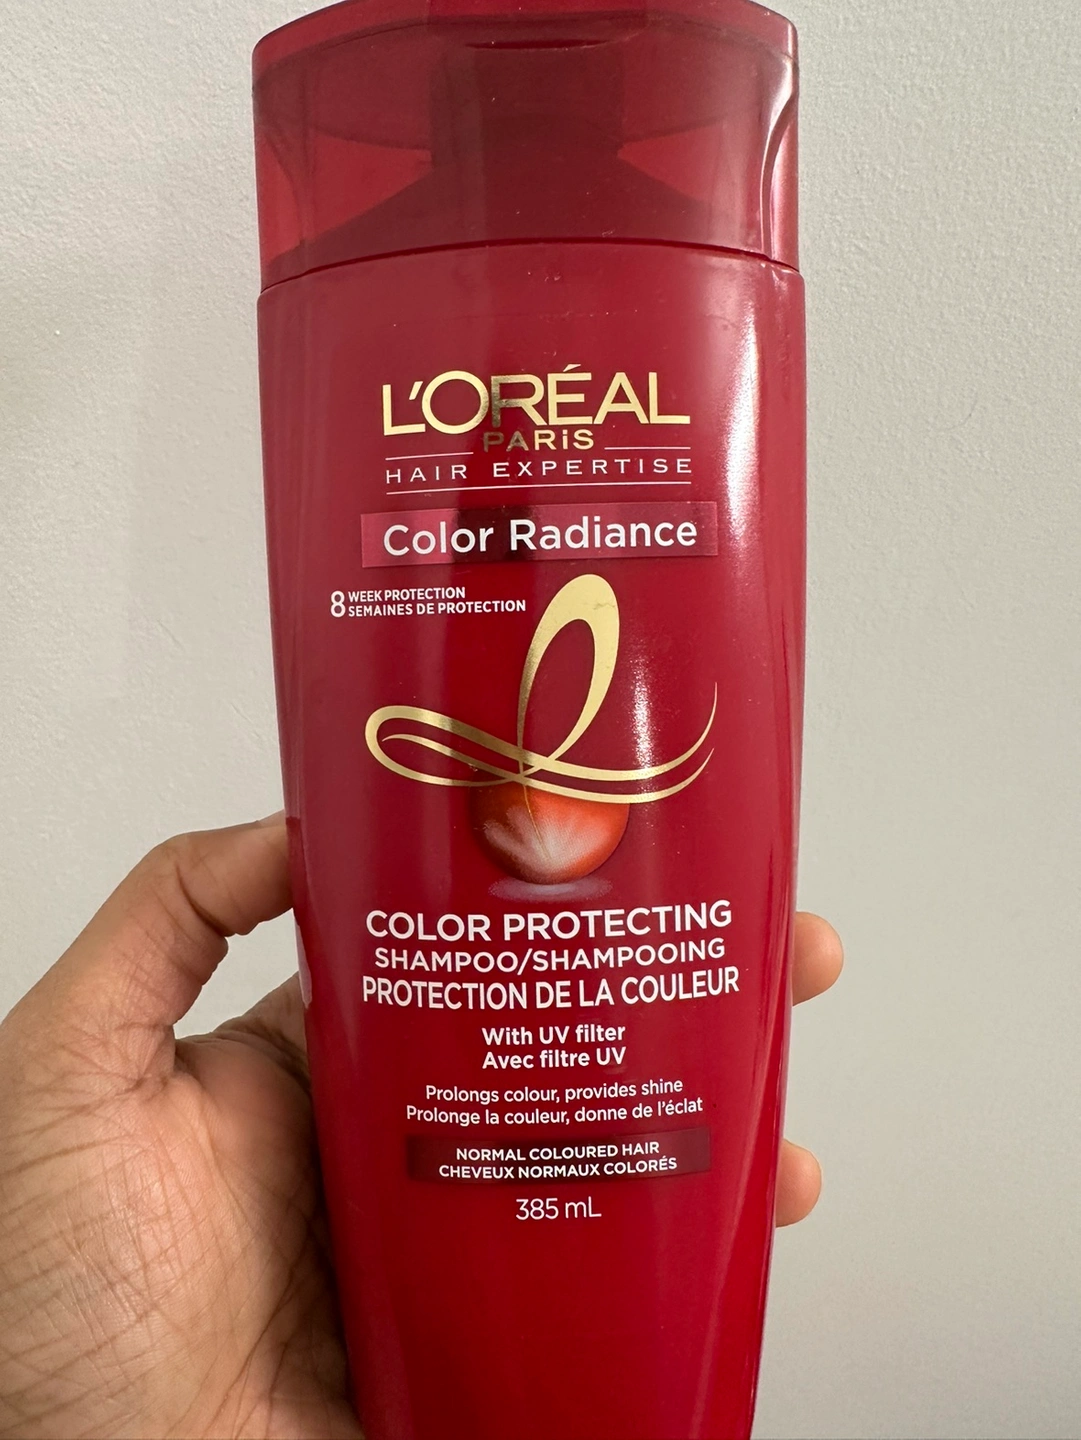 L'ORÉAL
PARiS
HAIR EXPERTISE
Color Radiance
8 WEEK PROTECTION
SEMAINES DE PROTECTION
COLOR PROTECTING
SHAMPOO/SHAMPOOING
PROTECTION DE LA COULEUR
With UV filter
Avec filtre UV
Prolongs colour, provides shine
Prolonge la couleur, donne de l'éclat
NORMAL COLOURED HAIR
CHEVEUX NORMAUX COLORÉS
385 mL